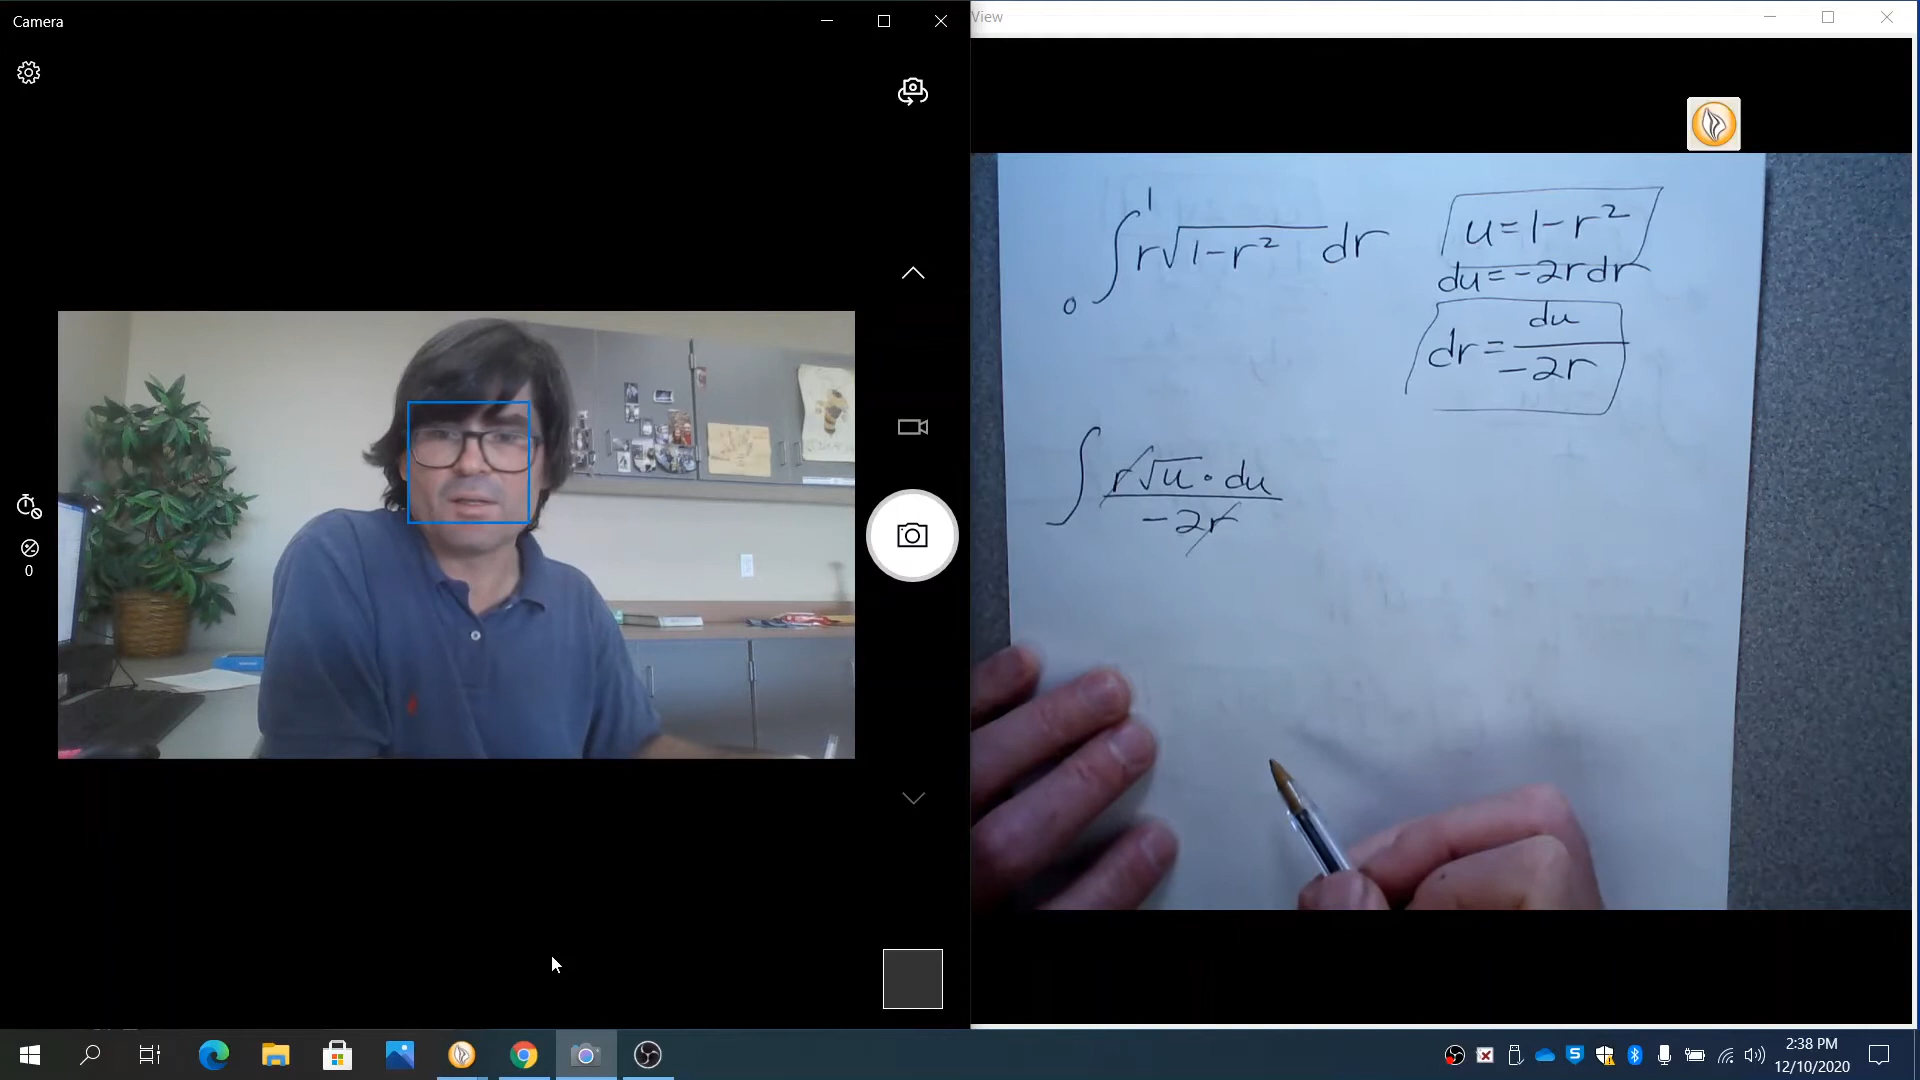 Camera
View
0
∫₀¹ r√(1-r²) dr
u=1-r²
du=-2rdr
dr=du/-2r
∫ r√u·du/-2r
2:38 PM
12/10/2020